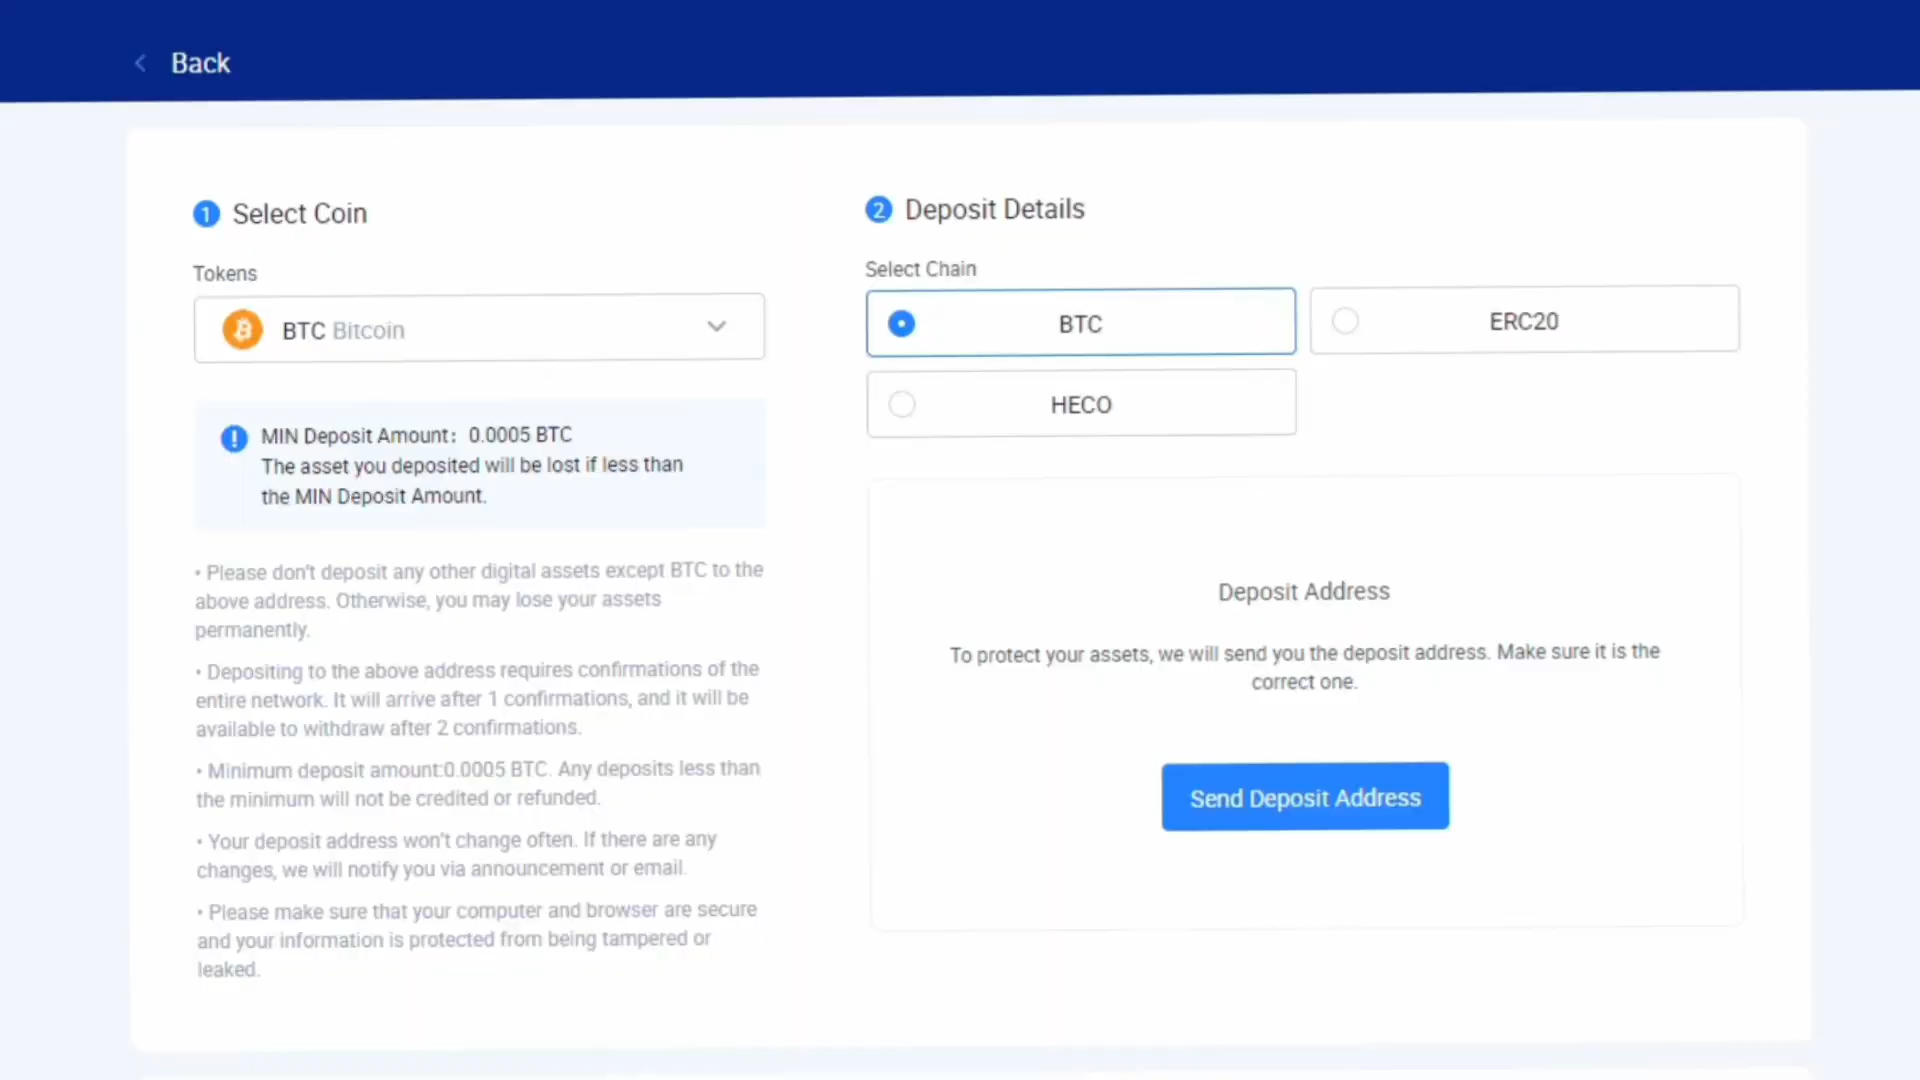 Back
1 Select Coin
Tokens
BTC Bitcoin
! MIN Deposit Amount: 0.0005 BTC
The asset you deposited will be lost if less than
the MIN Deposit Amount.
• Please don't deposit any other digital assets except BTC to the
above address. Otherwise, you may lose your assets
permanently.
• Depositing to the above address requires confirmations of the
entire network. It will arrive after 1 confirmations, and it will be
available to withdraw after 2 confirmations.
• Minimum deposit amount:0.0005 BTC. Any deposits less than
the minimum will not be credited or refunded.
• Your deposit address won't change often. If there are any
changes, we will notify you via announcement or email.
• Please make sure that your computer and browser are secure
and your information is protected from being tampered or
leaked.
2 Deposit Details
Select Chain
BTC
ERC20
HECO
Deposit Address
To protect your assets, we will send you the deposit address. Make sure it is the
correct one.
Send Deposit Address